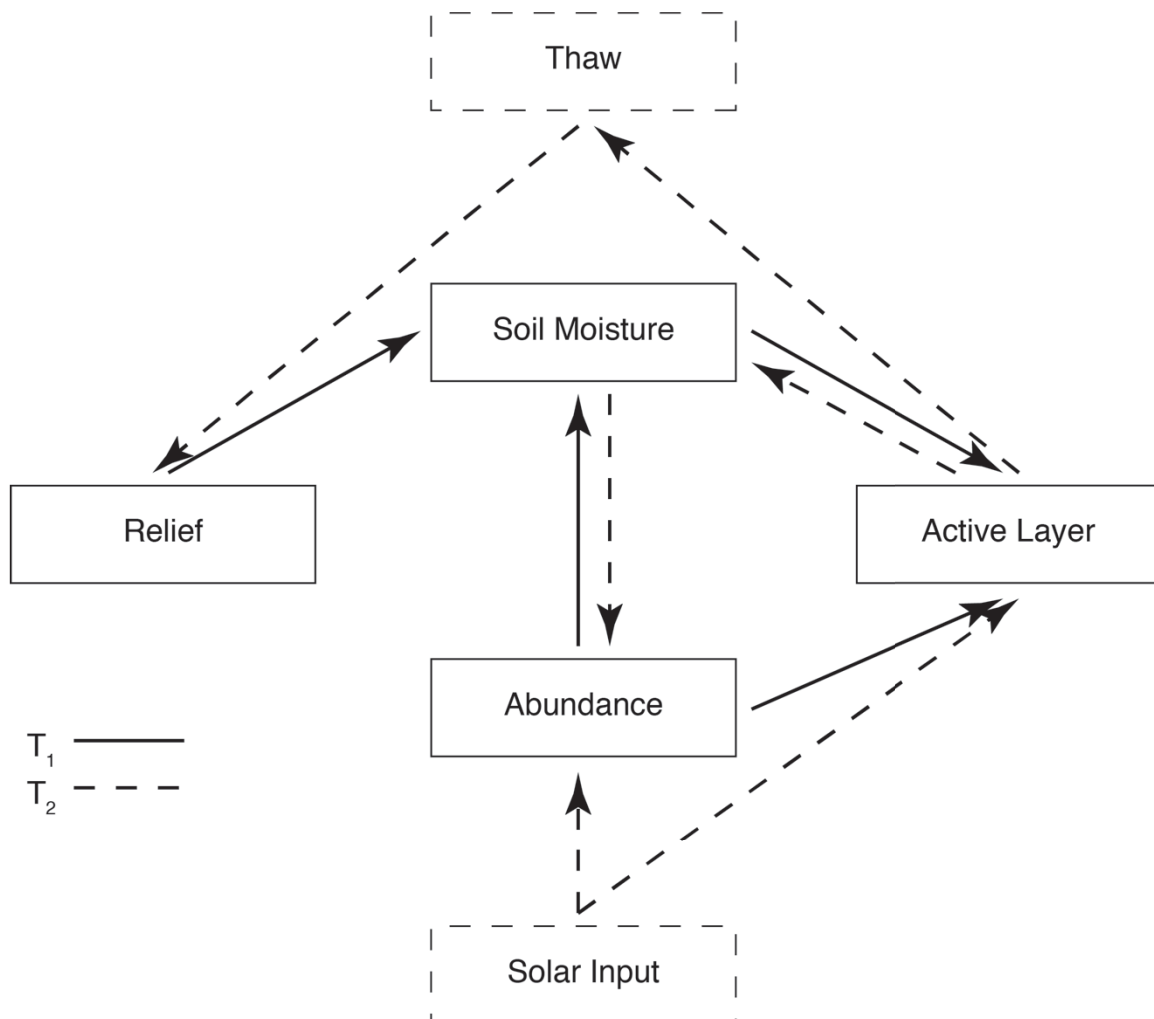 Thaw
Soil Moisture
Relief
Active Layer
Abundance
T1
T2
Solar Input